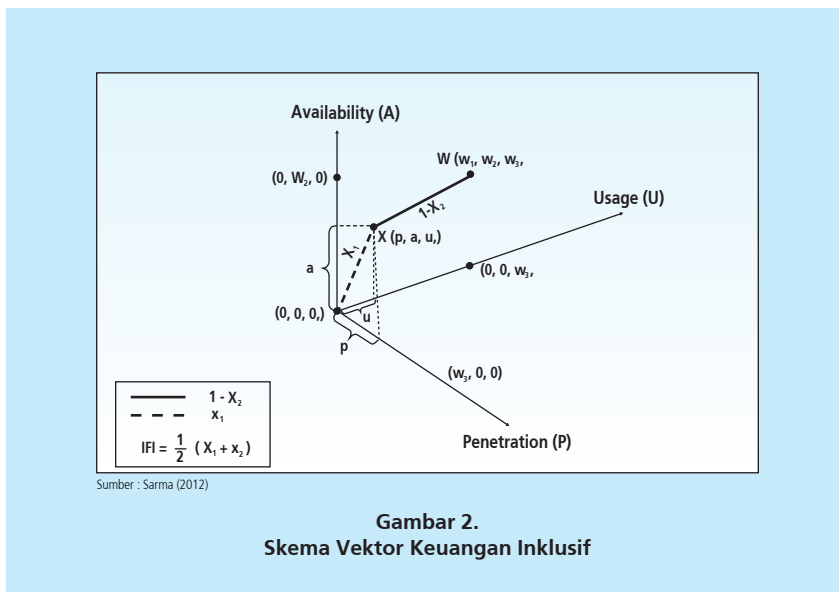 Availability (A)
W (w₁, w₂, w₃,
(0, W₂, 0)
Usage (U)
1-X₂
X (p, a, u,)
X₁
a
(0, 0, w₃,
(0, 0, 0,)
u
p
(w₃, 0, 0)
1 - X₂
x₁
IFI = 1/2 ( X₁ + x₂ )
Penetration (P)
Sumber : Sarma (2012)
Gambar 2.
Skema Vektor Keuangan Inklusif